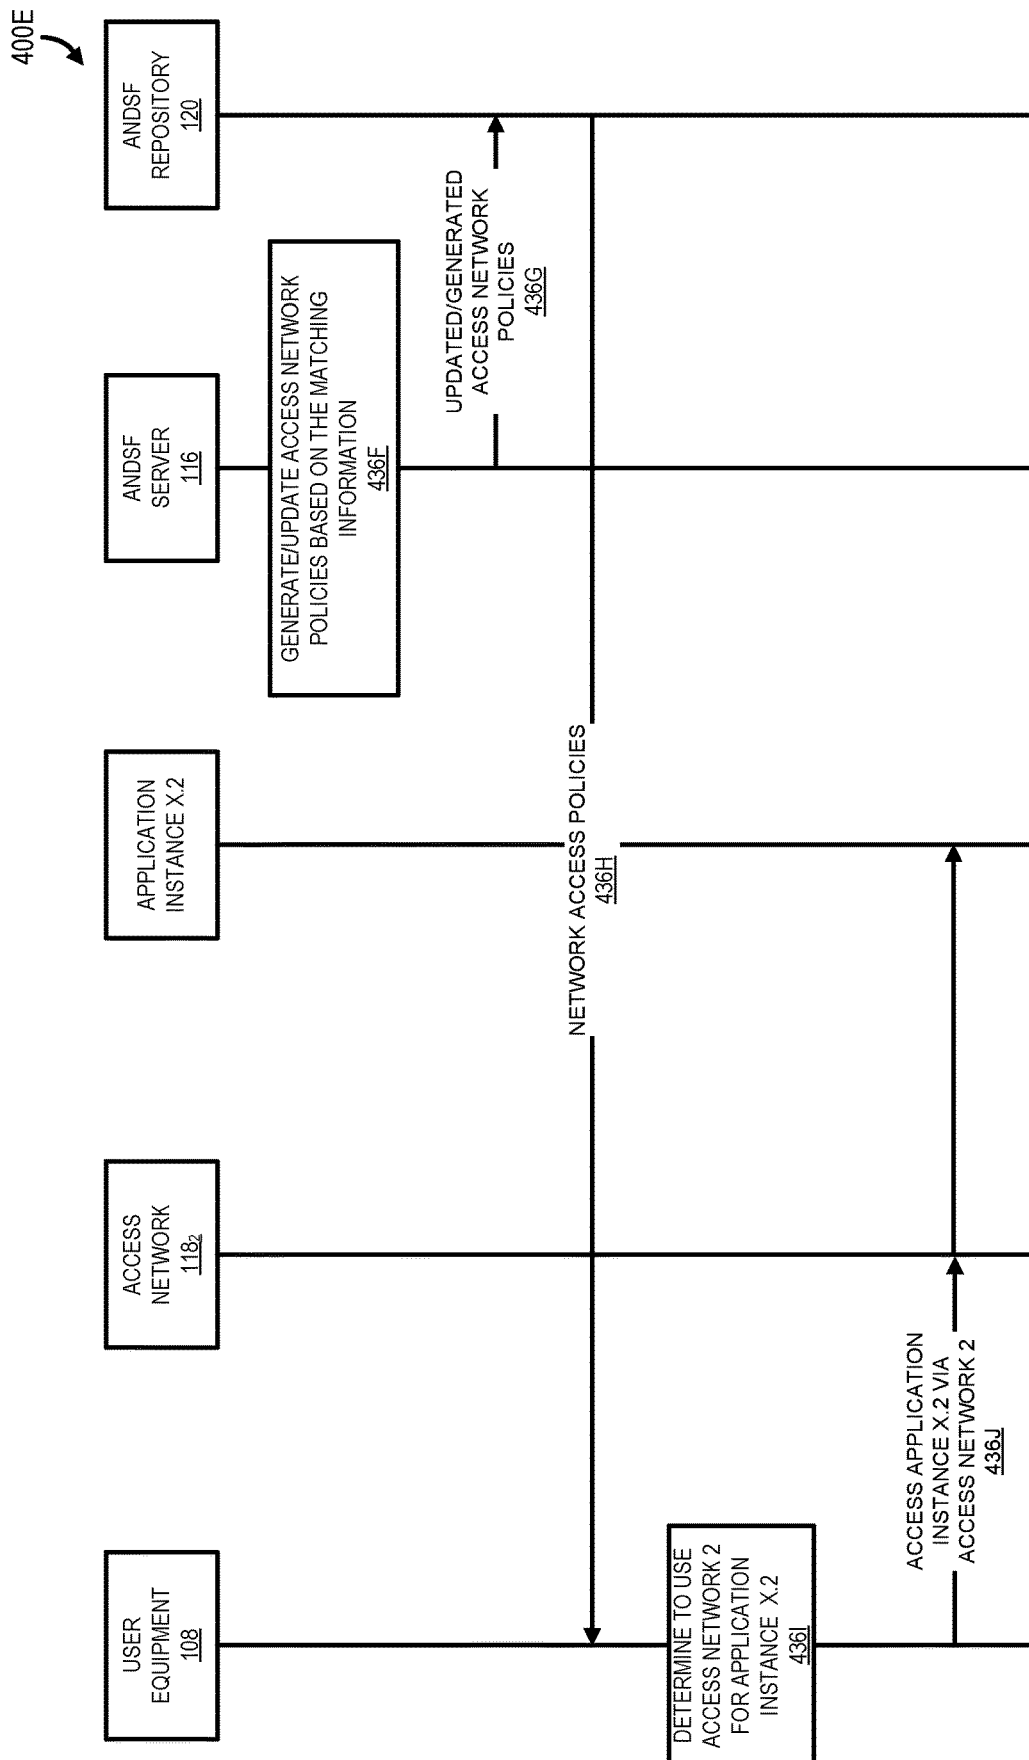 400E
USER
EQUIPMENT
108
ACCESS
NETWORK
118₂
APPLICATION
INSTANCE X.2
ANDSF
SERVER
116
ANDSF
REPOSITORY
120
GENERATE/UPDATE ACCESS NETWORK
POLICIES BASED ON THE MATCHING
INFORMATION
436F
UPDATED/GENERATED
ACCESS NETWORK
POLICIES
436G
NETWORK ACCESS POLICIES
436H
DETERMINE TO USE
ACCESS NETWORK 2
FOR APPLICATION
INSTANCE X.2
436I
ACCESS APPLICATION
INSTANCE X.2 VIA
ACCESS NETWORK 2
436J